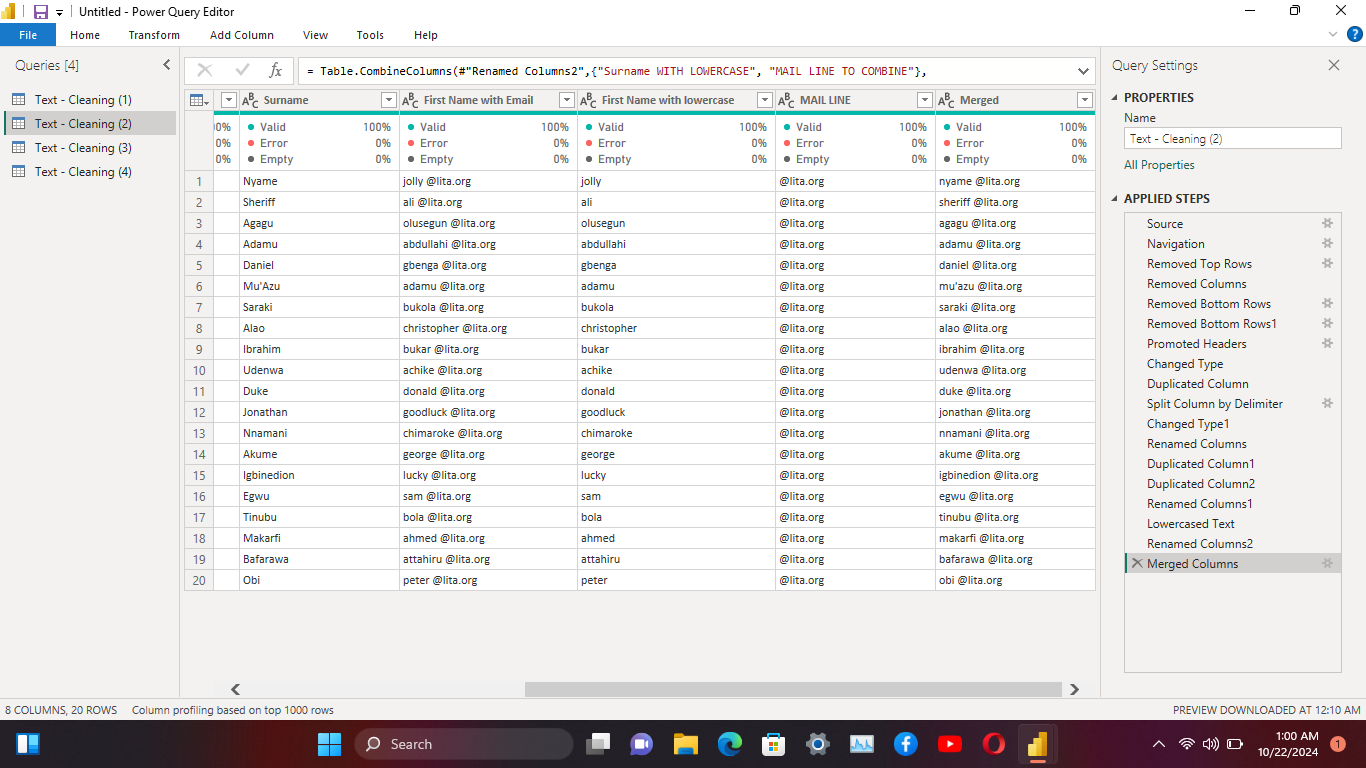 Untitled - Power Query Editor
File Home Transform Add Column View Tools Help
Queries [4]
Text - Cleaning (1)
Text - Cleaning (2)
Text - Cleaning (3)
Text - Cleaning (4)
fx = Table.CombineColumns(#"Renamed Columns2",{"Surname WITH LOWERCASE", "MAIL LINE TO COMBINE"},
ABC Surname ABC First Name with Email ABC First Name with lowercase ABC MAIL LINE ABC Merged
00% Valid 100% Valid 100% Valid 100% Valid 100% Valid 100%
0% Error 0% Error 0% Error 0% Error 0% Error 0%
0% Empty 0% Empty 0% Empty 0% Empty 0% Empty 0%
1 Nyame jolly @lita.org jolly @lita.org nyame @lita.org
2 Sheriff ali @lita.org ali @lita.org sheriff @lita.org
3 Agagu olusegun @lita.org olusegun @lita.org agagu @lita.org
4 Adamu abdullahi @lita.org abdullahi @lita.org adamu @lita.org
5 Daniel gbenga @lita.org gbenga @lita.org daniel @lita.org
6 Mu'Azu adamu @lita.org adamu @lita.org mu'azu @lita.org
7 Saraki bukola @lita.org bukola @lita.org saraki @lita.org
8 Alao christopher @lita.org christopher @lita.org alao @lita.org
9 Ibrahim bukar @lita.org bukar @lita.org ibrahim @lita.org
10 Udenwa achike @lita.org achike @lita.org udenwa @lita.org
11 Duke donald @lita.org donald @lita.org duke @lita.org
12 Jonathan goodluck @lita.org goodluck @lita.org jonathan @lita.org
13 Nnamani chimaroke @lita.org chimaroke @lita.org nnamani @lita.org
14 Akume george @lita.org george @lita.org akume @lita.org
15 Igbinedion lucky @lita.org lucky @lita.org igbinedion @lita.org
16 Egwu sam @lita.org sam @lita.org egwu @lita.org
17 Tinubu bola @lita.org bola @lita.org tinubu @lita.org
18 Makarfi ahmed @lita.org ahmed @lita.org makarfi @lita.org
19 Bafarawa attahiru @lita.org attahiru @lita.org bafarawa @lita.org
20 Obi peter @lita.org peter @lita.org obi @lita.org
Query Settings
PROPERTIES
Name
Text - Cleaning (2)
All Properties
APPLIED STEPS
Source
Navigation
Removed Top Rows
Removed Columns
Removed Bottom Rows
Removed Bottom Rows1
Promoted Headers
Changed Type
Duplicated Column
Split Column by Delimiter
Changed Type1
Renamed Columns
Duplicated Column1
Duplicated Column2
Renamed Columns1
Lowercased Text
Renamed Columns2
Merged Columns
8 COLUMNS, 20 ROWS Column profiling based on top 1000 rows PREVIEW DOWNLOADED AT 12:10 AM
Search
1:00 AM
10/22/2024
1